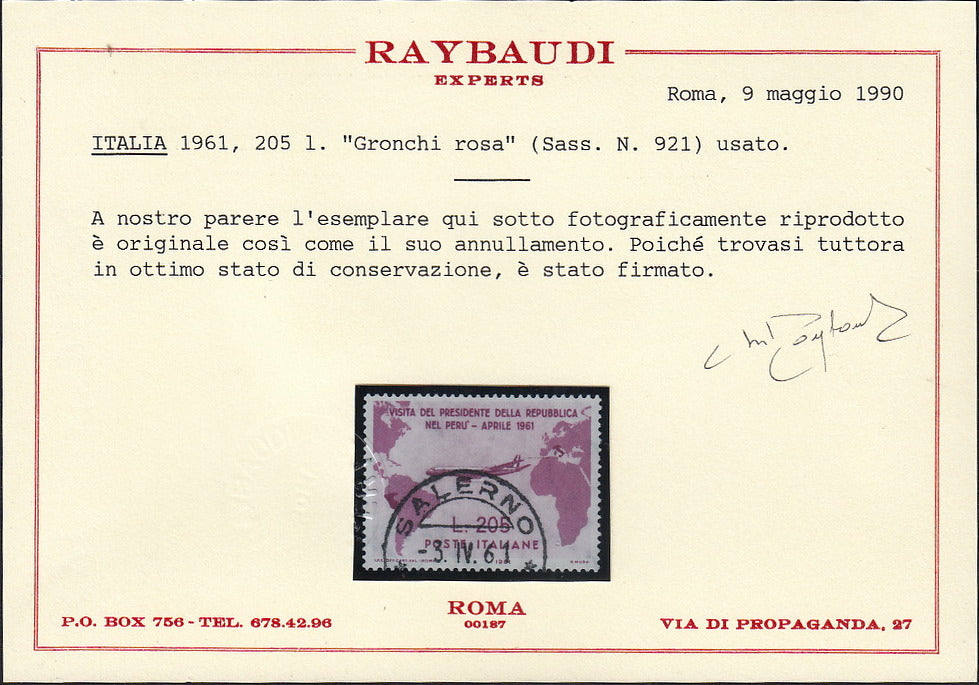 RAYBAUDI
EXPERTS
Roma, 9 maggio 1990
ITALIA 1961, 205 l. "Gronchi rosa" (Sass. N. 921) usato.
A nostro parere l'esemplare qui sotto fotograficamente riprodotto
è originale così come il suo annullamento. Poiché trovasi tuttora
in ottimo stato di conservazione, è stato firmato.
VISITA DEL PRESIDENTE DELLA REPUBBLICA
NEL PERU' - APRILE 1961
SALERNO
L. 205
POSTE ITALIANE
-3.IV.61
1961
ROMA
00187
P.O. BOX 756 - TEL. 678.42.96
VIA DI PROPAGANDA, 27